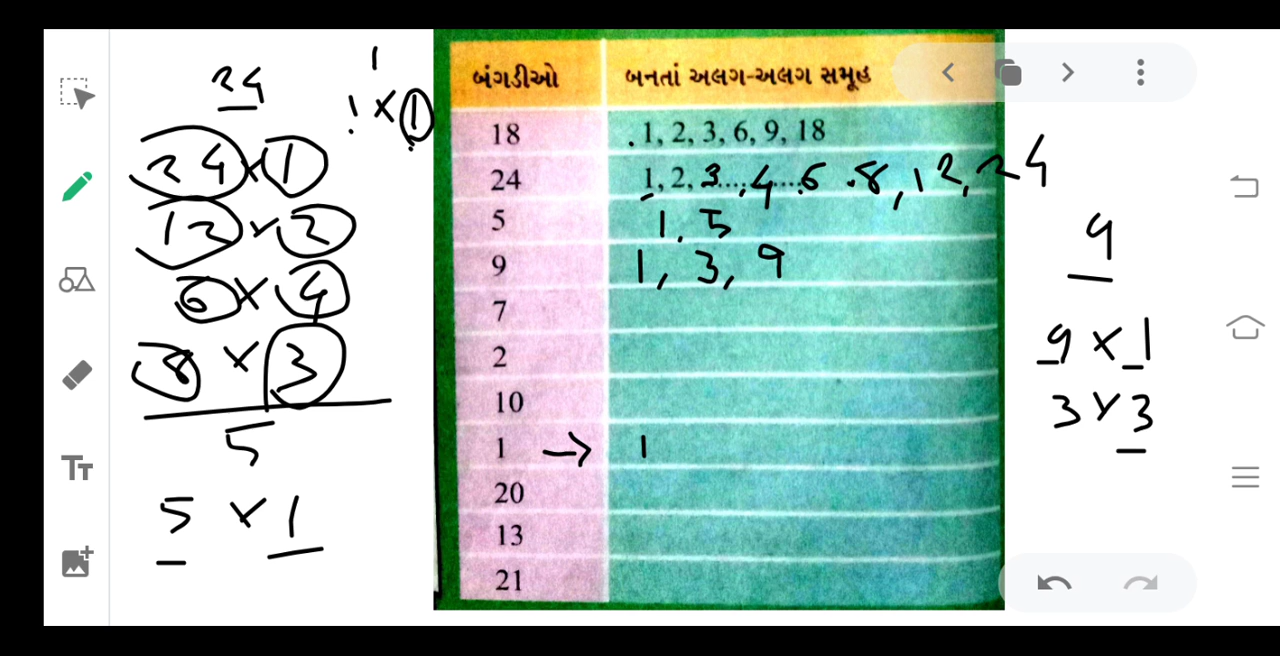 24
24 × 1
12 × 2
6 × 4
8 × 3
5
5 × 1
1
1 × 1
બંગડીઓ બનતાં અલગ-અલગ સમૂહ
18 . 1, 2, 3, 6, 9, 18
24 1, 2, 3...,4....6 .8, 12, 24
5 1, 5
9 1, 3, 9
7
2
10
1 → 1
20
13
21
9
9 × 1
3 × 3
Tт